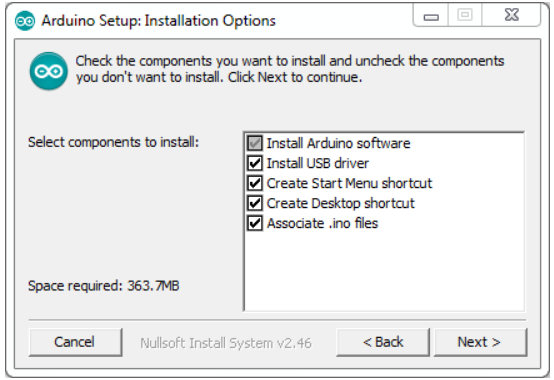 Arduino Setup: Installation Options
Check the components you want to install and uncheck the components
you don't want to install. Click Next to continue.
Select components to install:
Install Arduino software
Install USB driver
Create Start Menu shortcut
Create Desktop shortcut
Associate .ino files
Space required: 363.7MB
Cancel
Nullsoft Install System v2.46
< Back
Next >